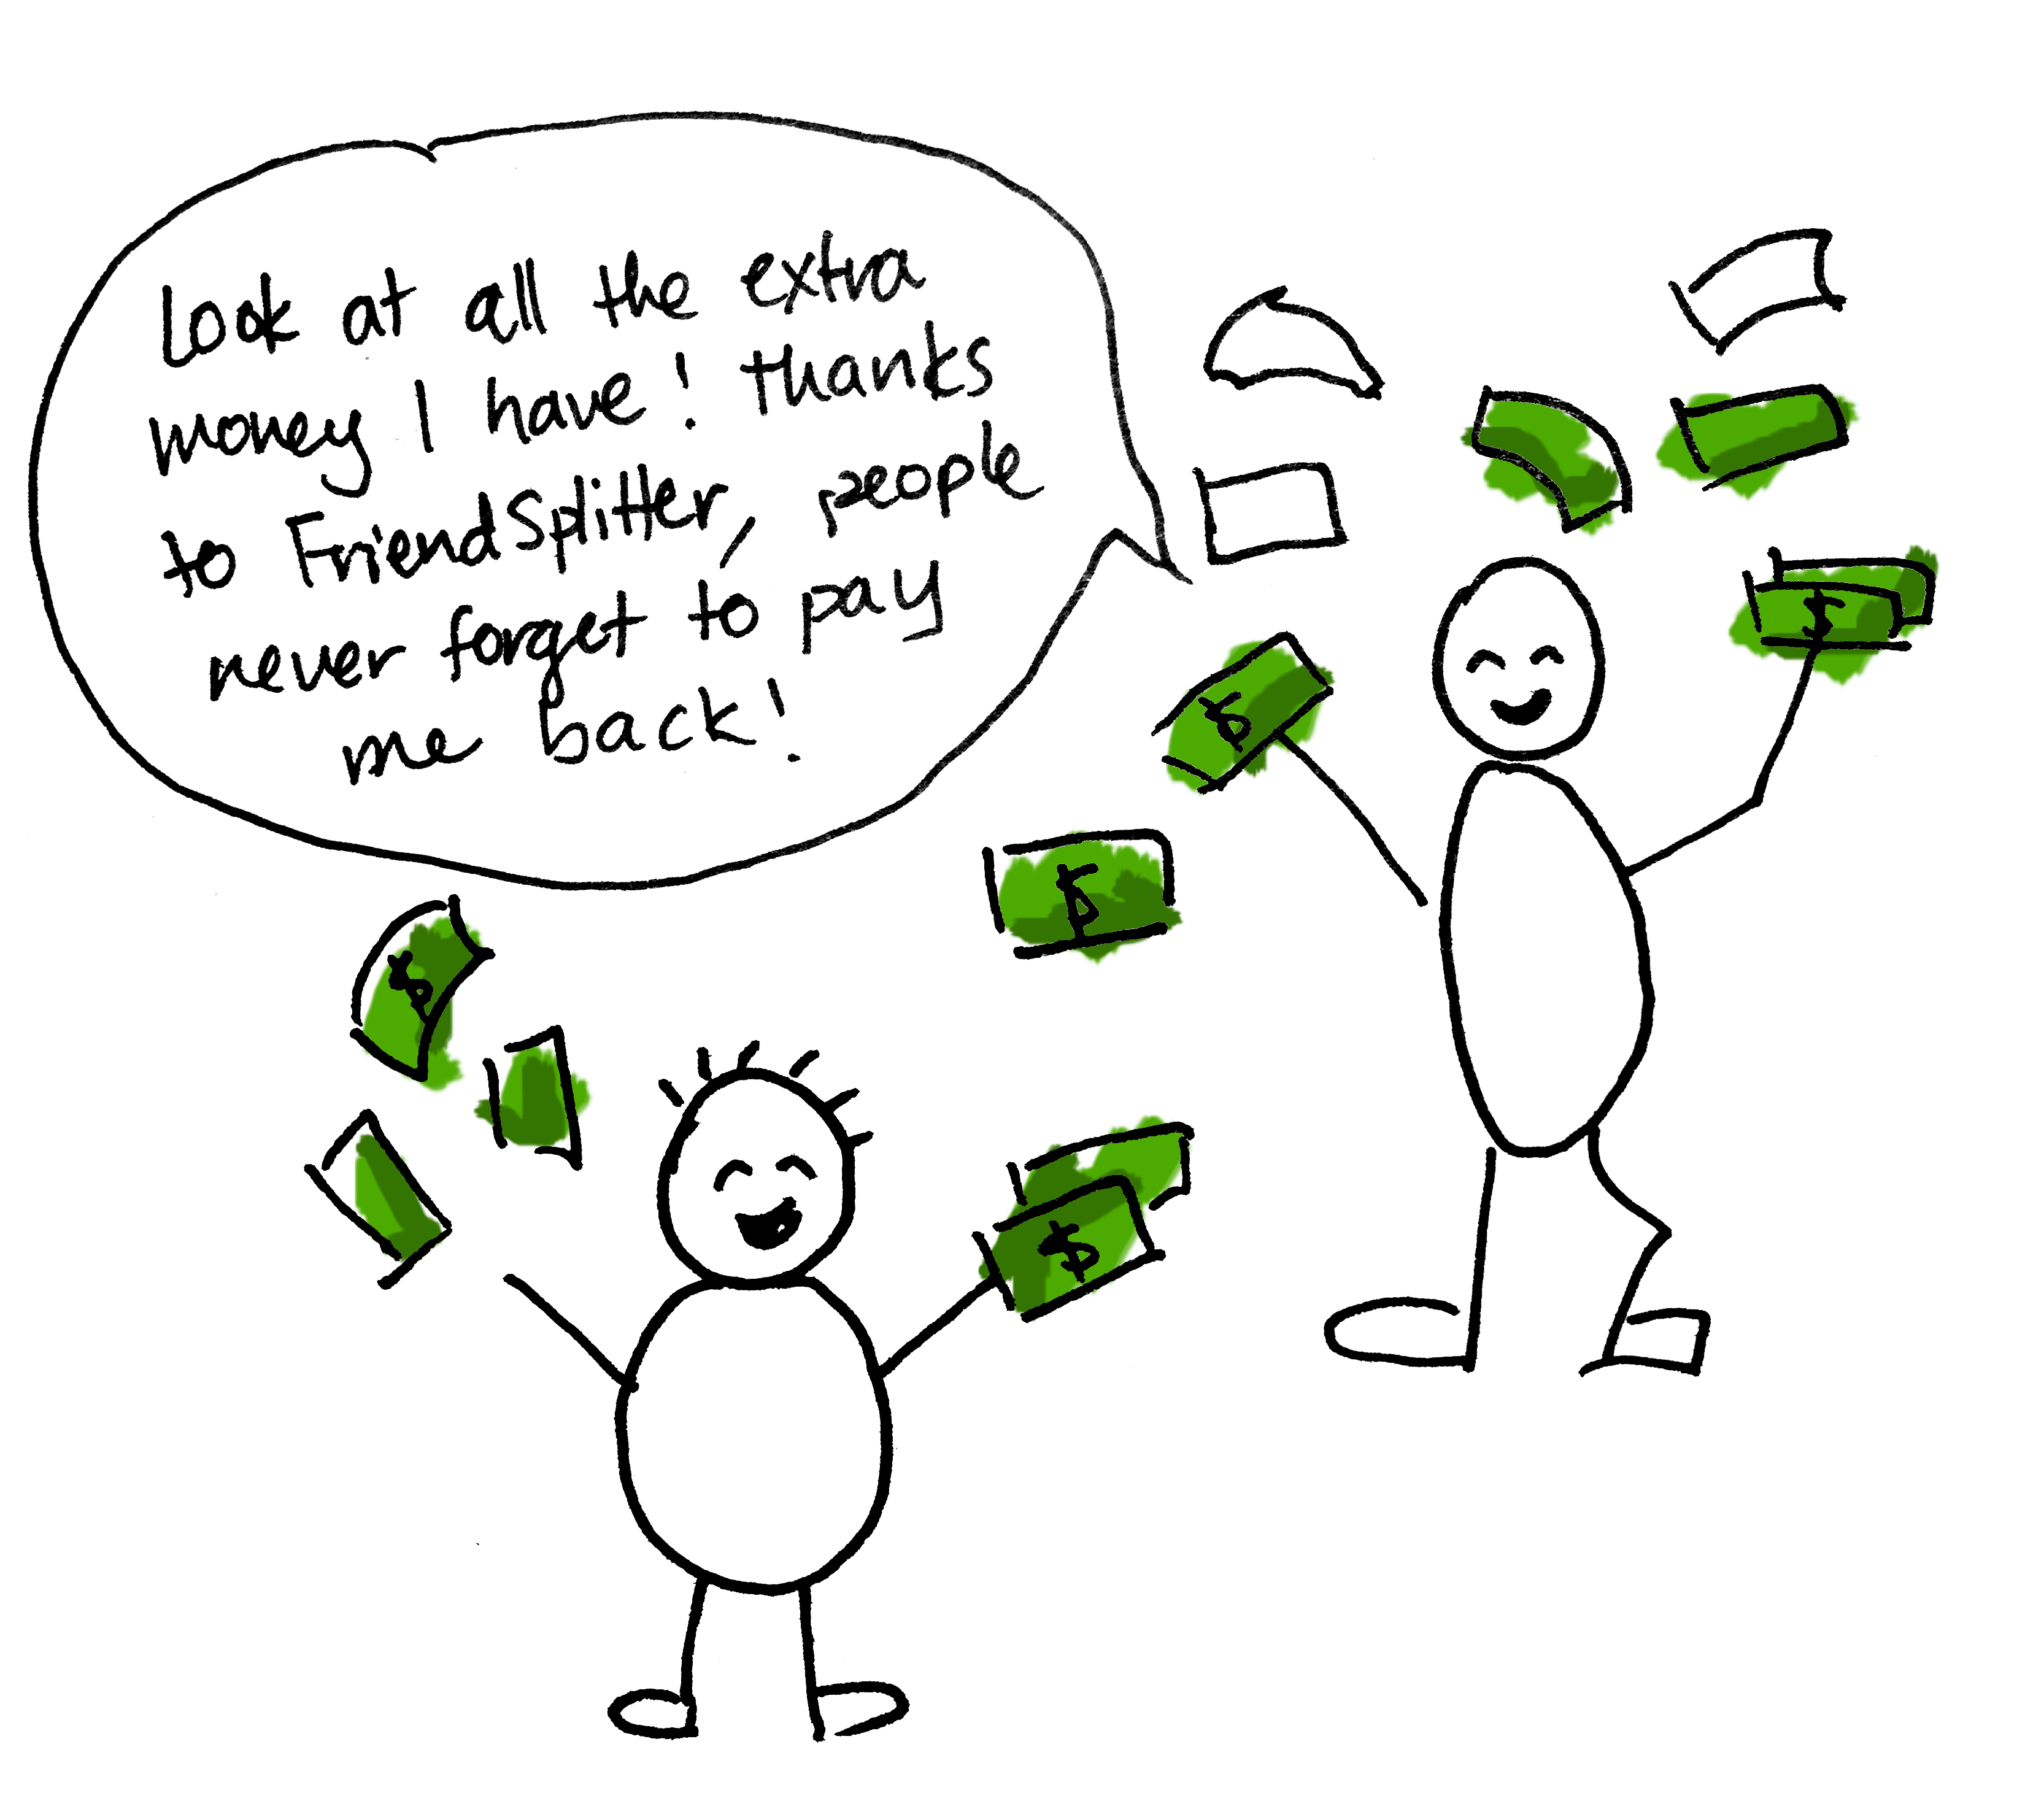 Look at all the extra
money I have! thanks
to FriendSplitter, people
never forget to pay
me back!
$
$
$
$
$